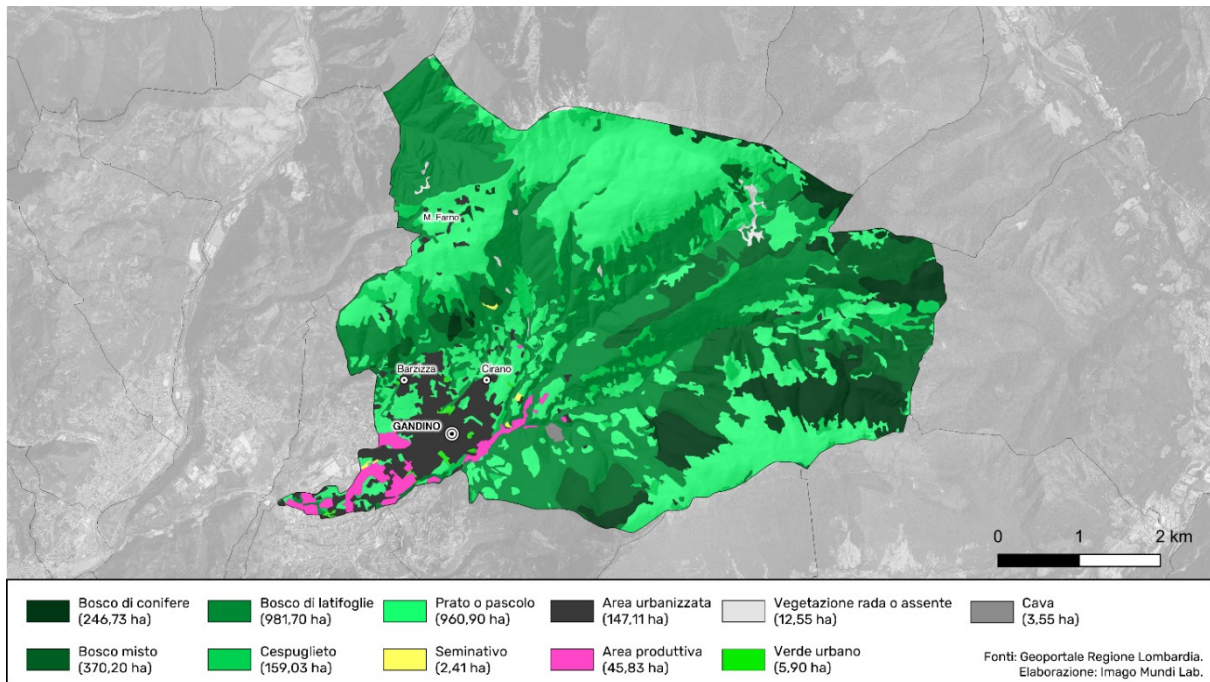 M. Farno
Barzizza
Cirano
GANDINO
0 1 2 km
Bosco di conifere
(246,73 ha)
Bosco di latifoglie
(981,70 ha)
Prato o pascolo
(960,90 ha)
Area urbanizzata
(147,11 ha)
Vegetazione rada o assente
(12,55 ha)
Cava
(3,55 ha)
Bosco misto
(370,20 ha)
Cespuglieto
(159,03 ha)
Seminativo
(2,41 ha)
Area produttiva
(45,83 ha)
Verde urbano
(5,90 ha)
Fonti: Geoportale Regione Lombardia.
Elaborazione: Imago Mundi Lab.